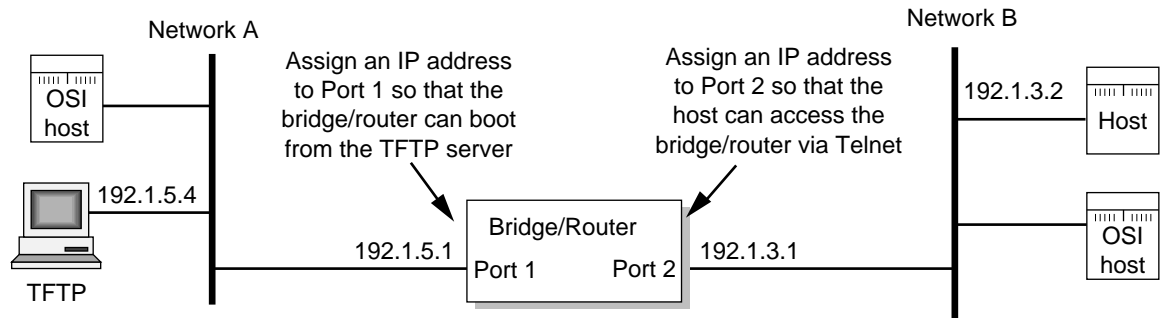 Network A
Network B
Assign an IP address
to Port 1 so that the
bridge/router can boot
from the TFTP server
Assign an IP address
to Port 2 so that the
host can access the
bridge/router via Telnet
OSI
host
192.1.5.4
TFTP
192.1.5.1
Bridge/Router
Port 1
Port 2
192.1.3.1
192.1.3.2
Host
OSI
host